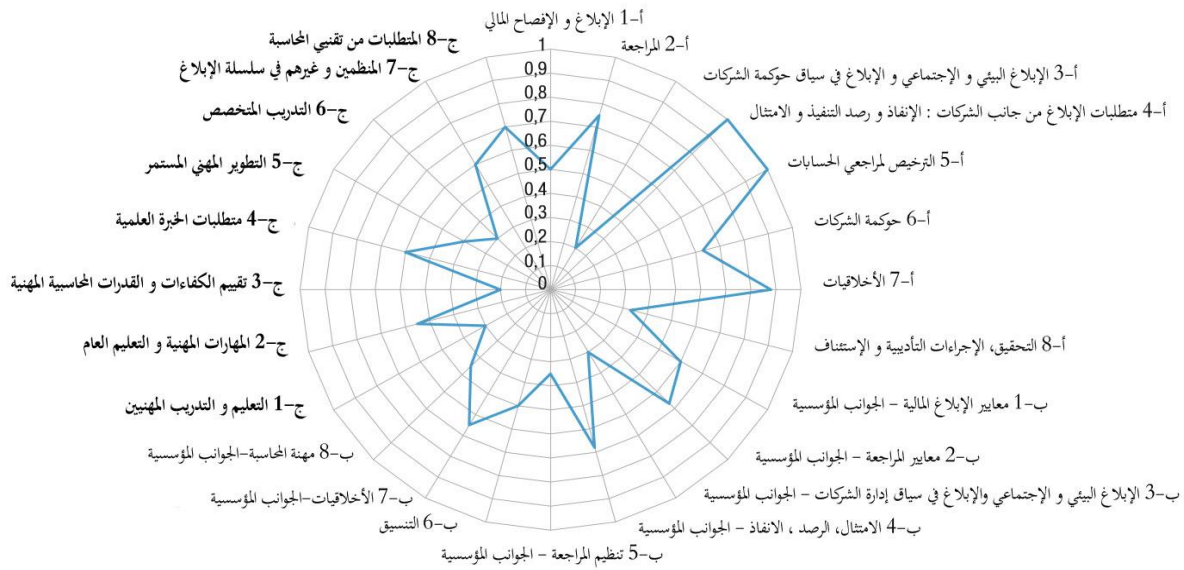 أ-1 الإبلاغ و الإفصاح المالي
أ-2 المراجعة
أ-3 الإبلاغ البيئي و الإجتماعي و الإبلاغ في سياق حوكمة الشركات
أ-4 متطلبات الإبلاغ من جانب الشركات : الإنفاذ و رصد التنفيذ و الامتثال
أ-5 الترخيص لمراجعي الحسابات
أ-6 حوكمة الشركات
أ-7 الأخلاقيات
أ-8 التحقيق، الإجراءات التأديبية و الإستئناف
ب-1 معايير الإبلاغ المالية - الجوانب المؤسسية
ب-2 معايير المراجعة - الجوانب المؤسسية
ب-3 الإبلاغ البيئي و الإجتماعي والإبلاغ في سياق إدارة الشركات - الجوانب المؤسسية
ب-4 الامتثال، الرصد ، الانفاذ - الجوانب المؤسسية
ب-5 تنظيم المراجعة - الجوانب المؤسسية
ب-6 التنسيق
ب-7 الأخلاقيات-الجوانب المؤسسية
ب-8 مهنة المحاسبة-الجوانب المؤسسية
ج-1 التعليم و التدريب المهنيين
ج-2 المهارات المهنية و التعليم العام
ج-3 تقييم الكفاءات و القدرات المحاسبية المهنية
ج-4 متطلبات الخبرة العلمية
ج-5 التطوير المهني المستمر
ج-6 التدريب المتخصص
ج-7 المنظمين و غيرهم في سلسلة الإبلاغ
ج-8 المتطلبات من تقنيي المحاسبة
1
0,9
0,8
0,7
0,6
0,5
0,4
0,3
0,2
0,1
0